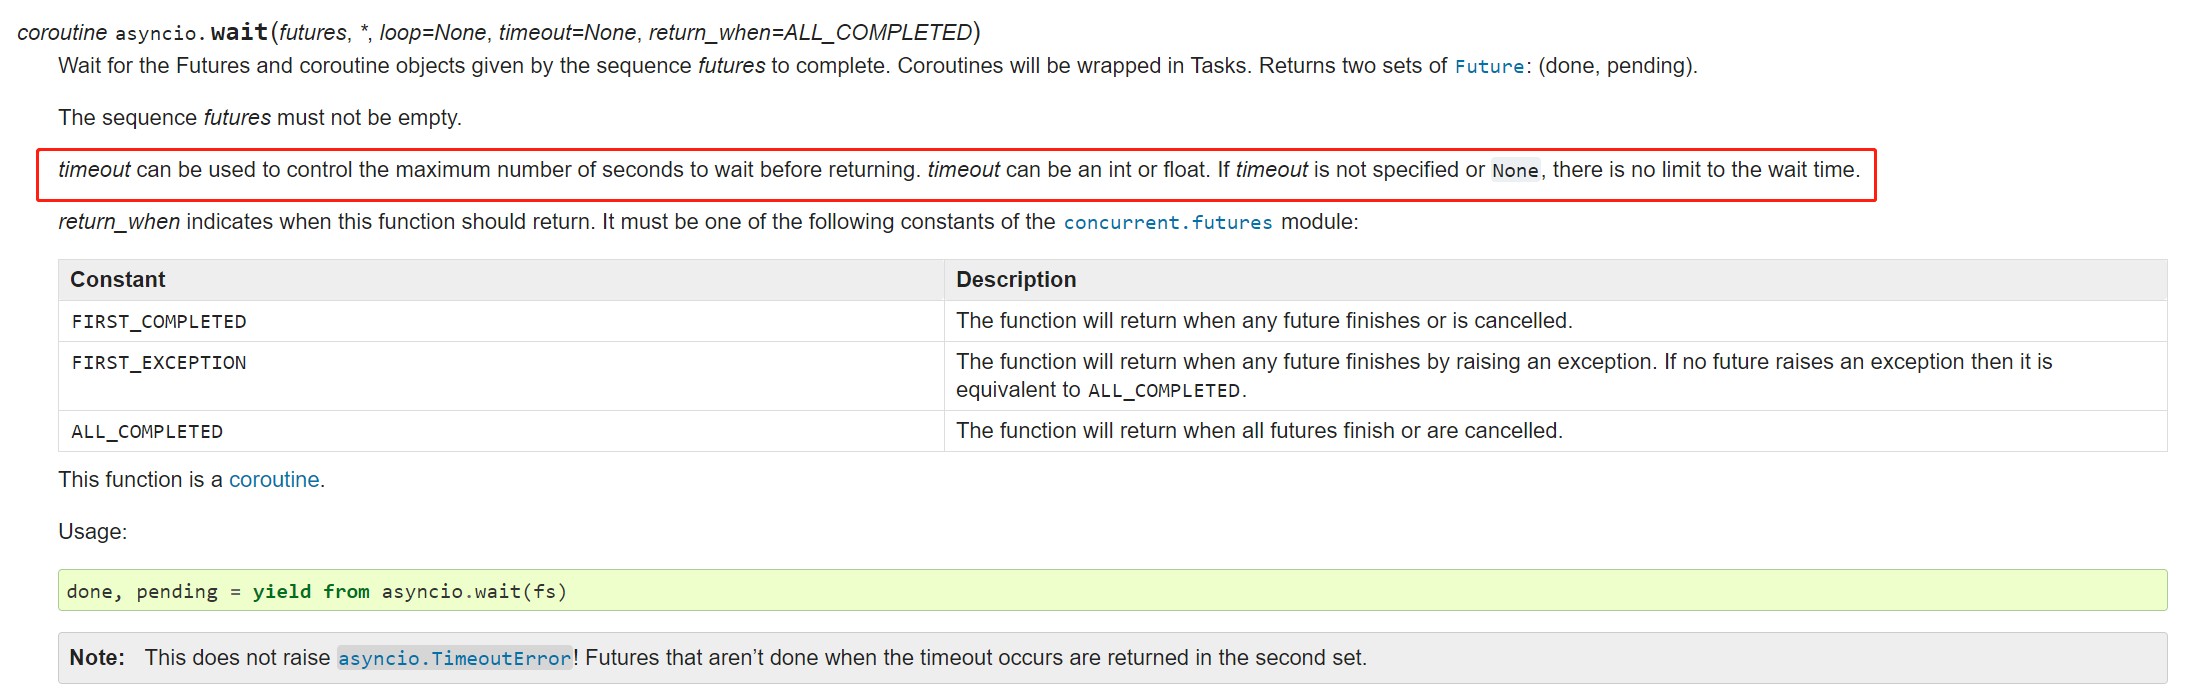 coroutine asyncio.wait(futures, *, loop=None, timeout=None, return_when=ALL_COMPLETED)
Wait for the Futures and coroutine objects given by the sequence futures to complete. Coroutines will be wrapped in Tasks. Returns two sets of Future: (done, pending).
The sequence futures must not be empty.
timeout can be used to control the maximum number of seconds to wait before returning. timeout can be an int or float. If timeout is not specified or None, there is no limit to the wait time.
return_when indicates when this function should return. It must be one of the following constants of the concurrent.futures module:
Constant Description
FIRST_COMPLETED The function will return when any future finishes or is cancelled.
FIRST_EXCEPTION The function will return when any future finishes by raising an exception. If no future raises an exception then it is
equivalent to ALL_COMPLETED.
ALL_COMPLETED The function will return when all futures finish or are cancelled.
This function is a coroutine.
Usage:
done, pending = yield from asyncio.wait(fs)
Note: This does not raise asyncio.TimeoutError! Futures that aren’t done when the timeout occurs are returned in the second set.